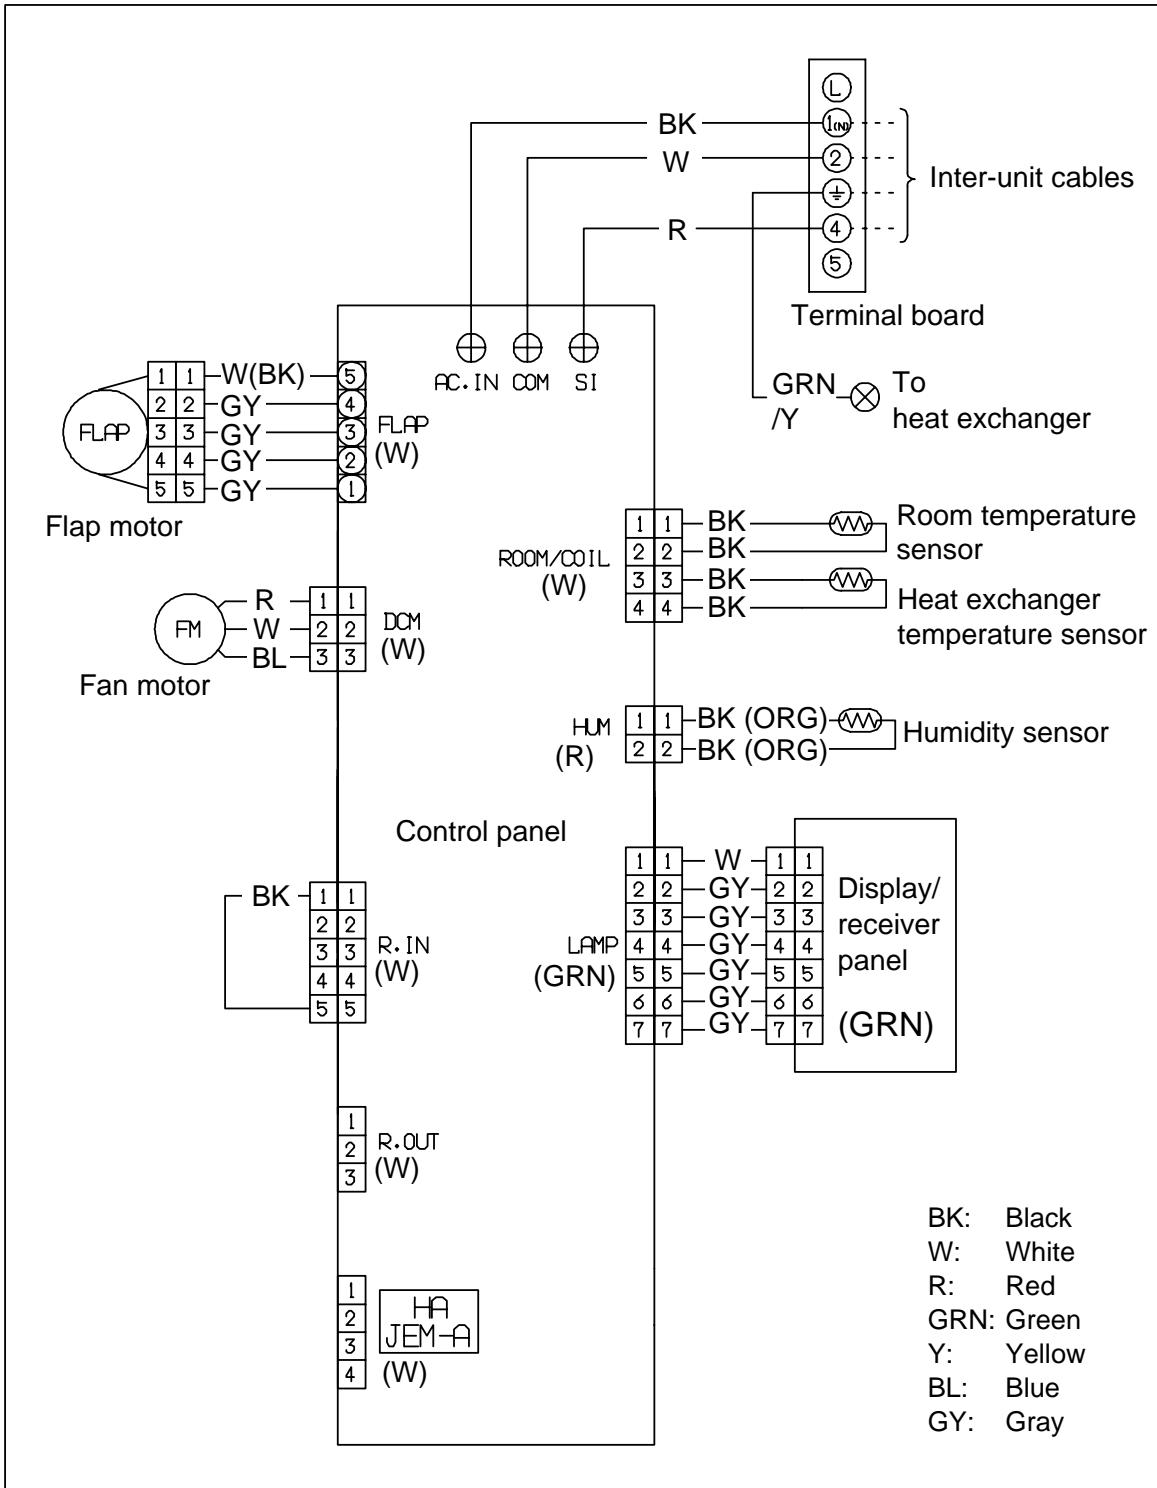 L
BK 1(N)
W 2
Inter-unit cables
R 4
5
Terminal board
AC.IN COM SI
GRN
/Y
To
heat exchanger
1 1 W(BK) 5
2 2 GY 4
FLAP 3 3 GY 3 FLAP
(W)
4 4 GY 2
5 5 GY 1
Flap motor
1 1 BK
2 2 BK
Room temperature
sensor
ROOM/COIL
(W)
3 3 BK
4 4 BK
Heat exchanger
temperature sensor
R 1 1
FM W 2 2 DCM
(W)
BL 3 3
Fan motor
HUM 1 1 BK (ORG)
(R) 2 2 BK (ORG)
Humidity sensor
Control panel
1 1 W 1 1
2 2 GY 2 2
3 3 GY 3 3
LAMP 4 4 GY 4 4
(GRN) 5 5 GY 5 5
6 6 GY 6 6
7 7 GY 7 7
Display/
receiver
panel
(GRN)
BK 1 1
2 2
3 3 R.IN
4 4 (W)
5 5
1
2 R.OUT
3 (W)
1
2 HA
3 JEM-A
4 (W)
BK: Black
W: White
R: Red
GRN: Green
Y: Yellow
BL: Blue
GY: Gray